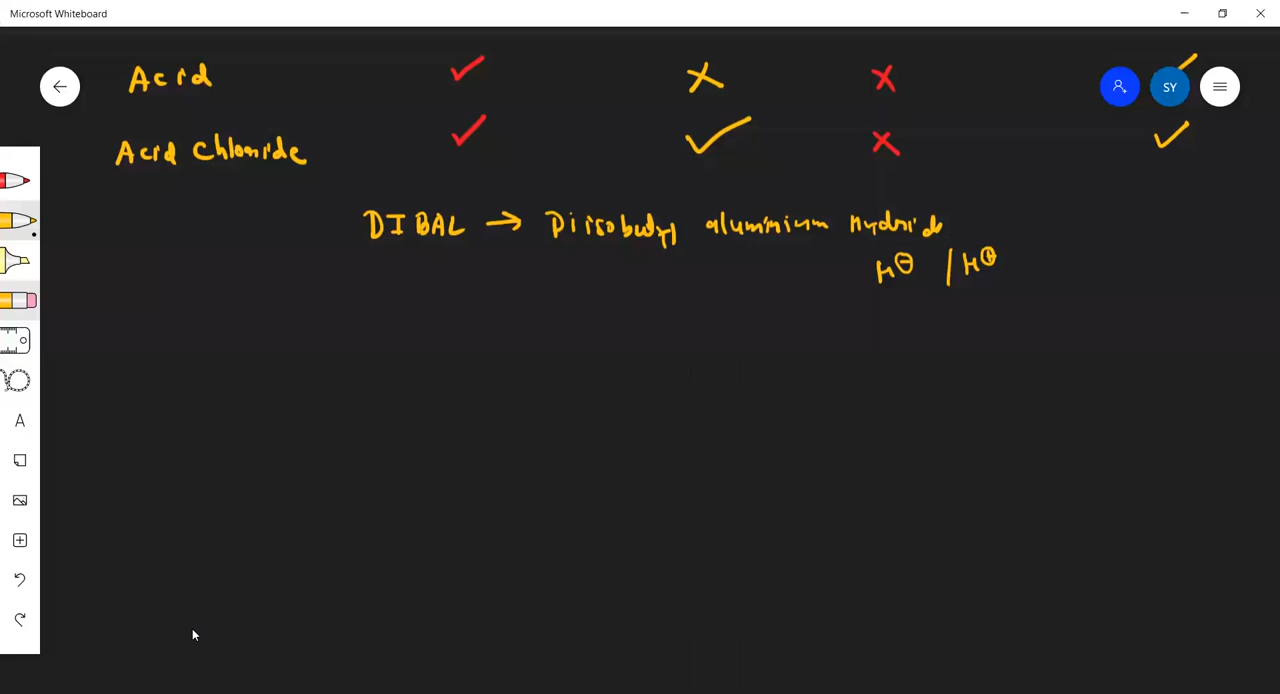 Microsoft Whiteboard
Acid ✓ ✗ ✗ ✓
SY
Acid Chloride ✓ ✓ ✗ ✓
DIBAL → Diisobutyl aluminium Hydride
H⊖ / H⊕
A